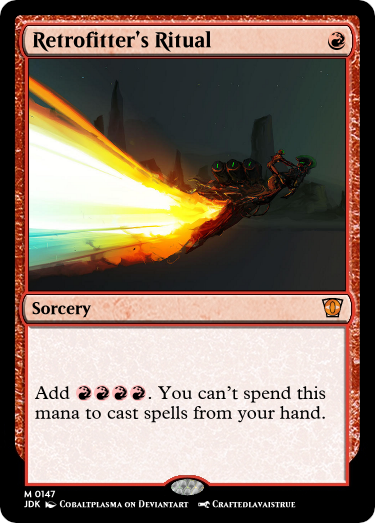 Retrofitter's Ritual
Sorcery
Add. You can't spend this
mana to cast spells from your hand.
M 0147
JDK Cobaltplasma on Deviantart Craftedlavaistrue